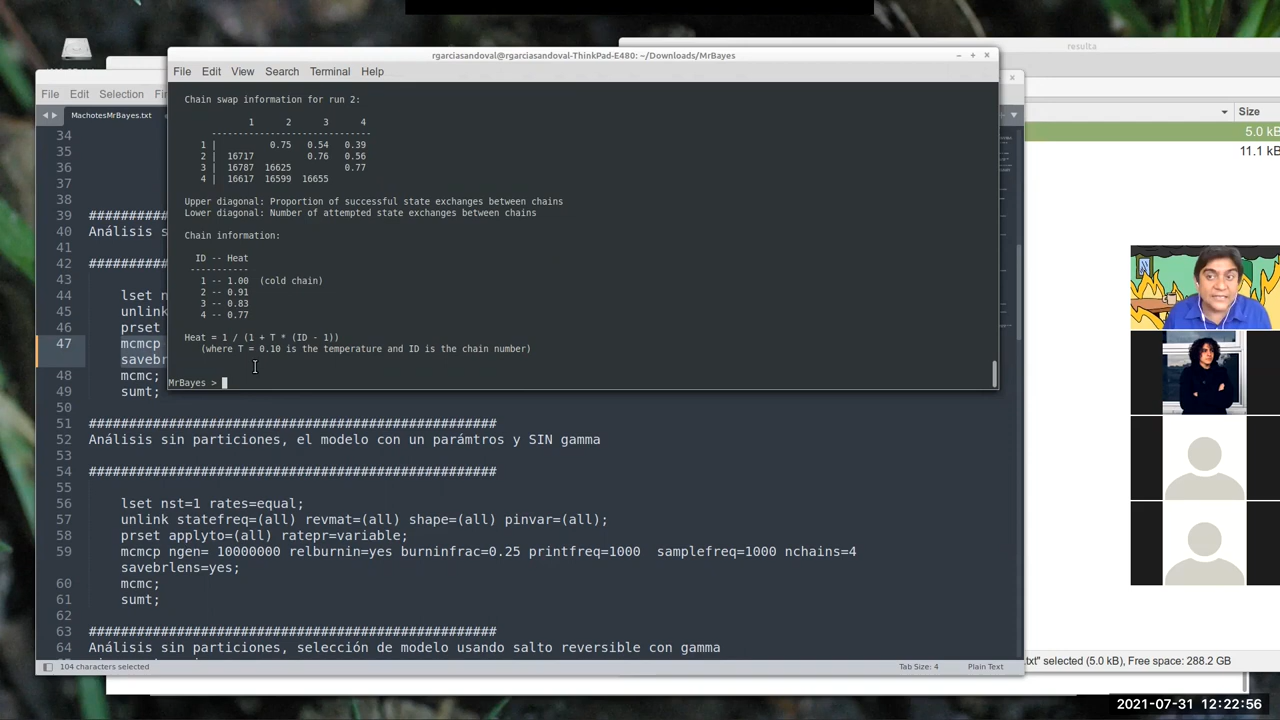 resulta
rgarciasandoval@rgarciasandoval-ThinkPad-E480: ~/Downloads/MrBayes
File Edit View Search Terminal Help
Chain swap information for run 2:
1 2 3 4
-----------------------------
1 | 0.75 0.54 0.39
2 | 16717 0.76 0.56
3 | 16787 16625 0.77
4 | 16617 16599 16655
Upper diagonal: Proportion of successful state exchanges between chains
Lower diagonal: Number of attempted state exchanges between chains
Chain information:
ID -- Heat
-----------
1 -- 1.00 (cold chain)
2 -- 0.91
3 -- 0.83
4 -- 0.77
Heat = 1 / (1 + T * (ID - 1))
(where T = 0.10 is the temperature and ID is the chain number)
MrBayes >
File Edit Selection Fin
MachotesMrBayes.txt
34
35
36
37
38
39 ##########
40 Análisis s
41
42 ##########
43
44 lset n
45 unlink
46 prset
47 mcmcp
savebr
48 mcmc;
49 sumt;
50
51 ###################################################
52 Análisis sin particiones, el modelo con un parámtros y SIN gamma
53
54 ###################################################
55
56 lset nst=1 rates=equal;
57 unlink statefreq=(all) revmat=(all) shape=(all) pinvar=(all);
58 prset applyto=(all) ratepr=variable;
59 mcmcp ngen= 10000000 relburnin=yes burninfrac=0.25 printfreq=1000  samplefreq=1000 nchains=4
savebrlens=yes;
60 mcmc;
61 sumt;
62
63 ###################################################
64 Análisis sin particiones, selección de modelo usando salto reversible con gamma
104 characters selected
Tab Size: 4
Plain Text
Size
5.0 kB
11.1 kB
txt" selected (5.0 kB), Free space: 288.2 GB
2021-07-31 12:22:56